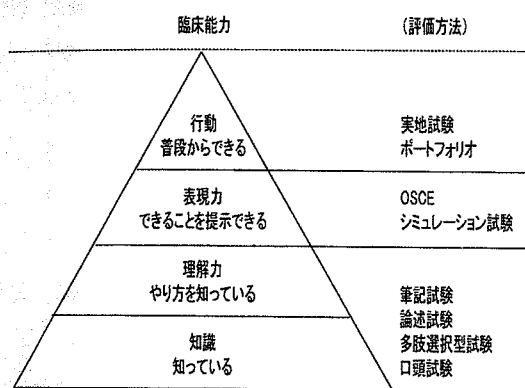 臨床能力 (評価方法)
行動
普段からできる
実地試験
ポートフォリオ
表現力
できることを提示できる
OSCE
シミュレーション試験
理解力
やり方を知っている
知識
知っている
筆記試験
論述試験
多肢選択型試験
口頭試験